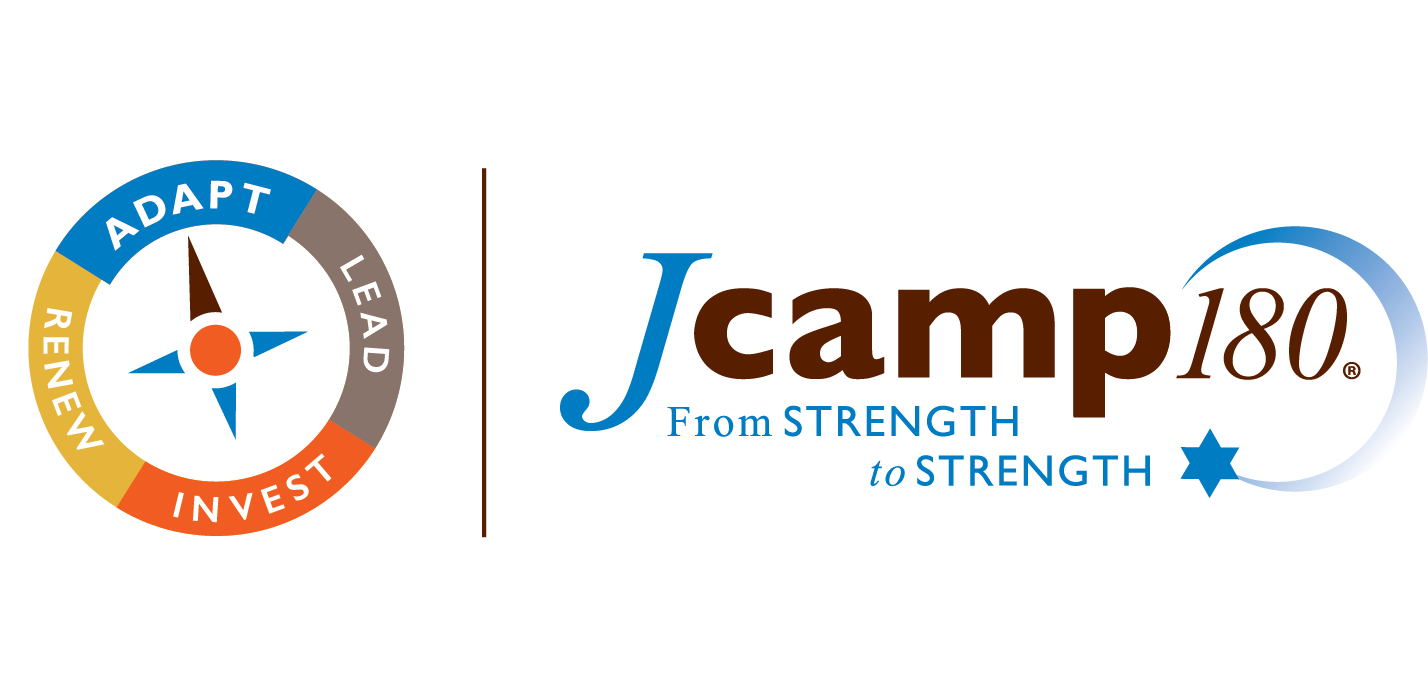 ADAPT
LEAD
INVEST
RENEW
Jcamp180®
From STRENGTH
to STRENGTH